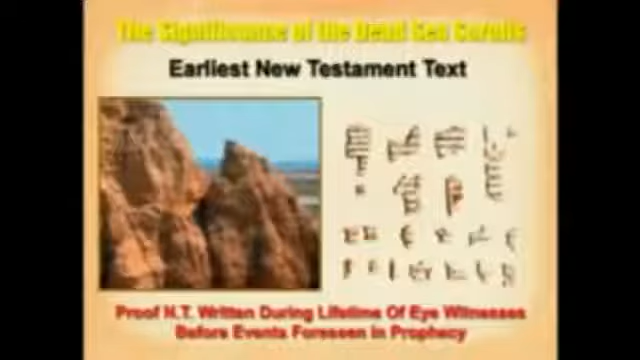 The Significance of the Dead Sea Scrolls
Earliest New Testament Text
Proof N.T. Written During Lifetime Of Eye Witnesses
Before Events Foreseen in Prophecy